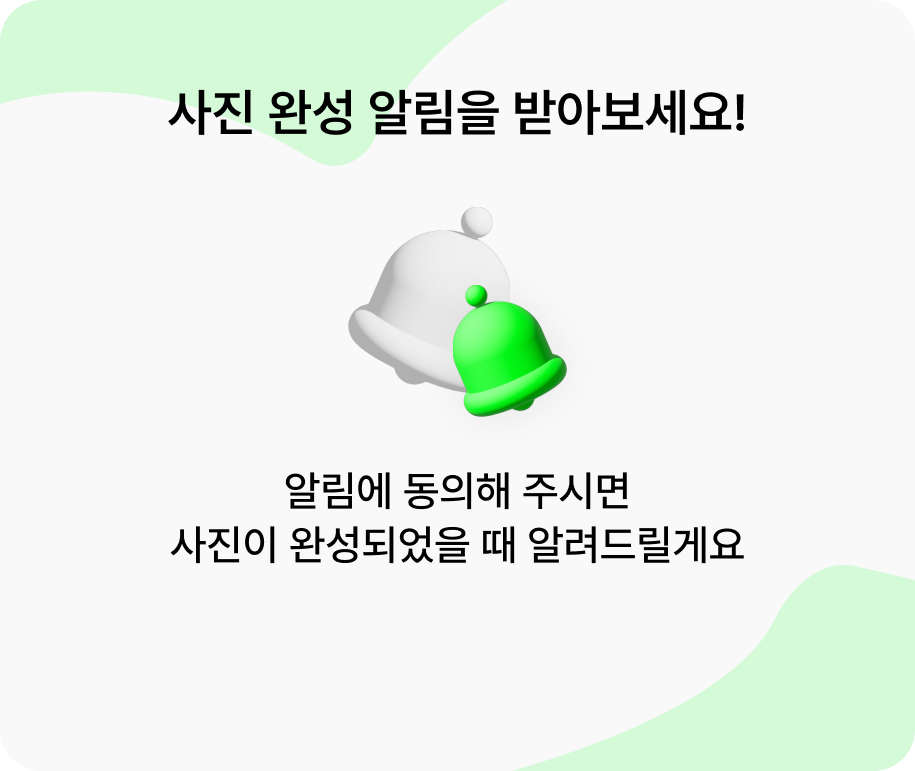 사진 완성 알림을 받아보세요!
알림에 동의해 주시면
사진이 완성되었을 때 알려드릴게요